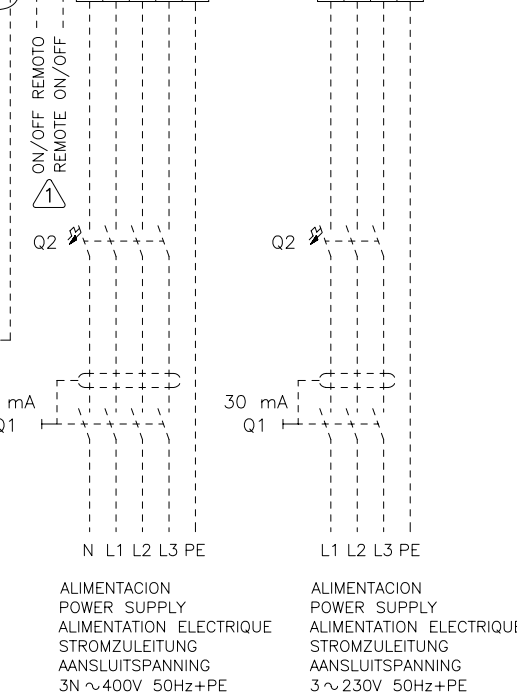 ON/OFF REMOTO
REMOTE ON/OFF
1
Q2
Q2
mA
Q1
30 mA
Q1
N L1 L2 L3 PE
L1 L2 L3 PE
ALIMENTACION
POWER SUPPLY
ALIMENTATION ELECTRIQUE
STROMZULEITUNG
AANSLUITSPANNING
3N ~ 400V 50Hz+PE
ALIMENTACION
POWER SUPPLY
ALIMENTATION ELECTRIQUE
STROMZULEITUNG
AANSLUITSPANNING
3 ~ 230V 50Hz+PE